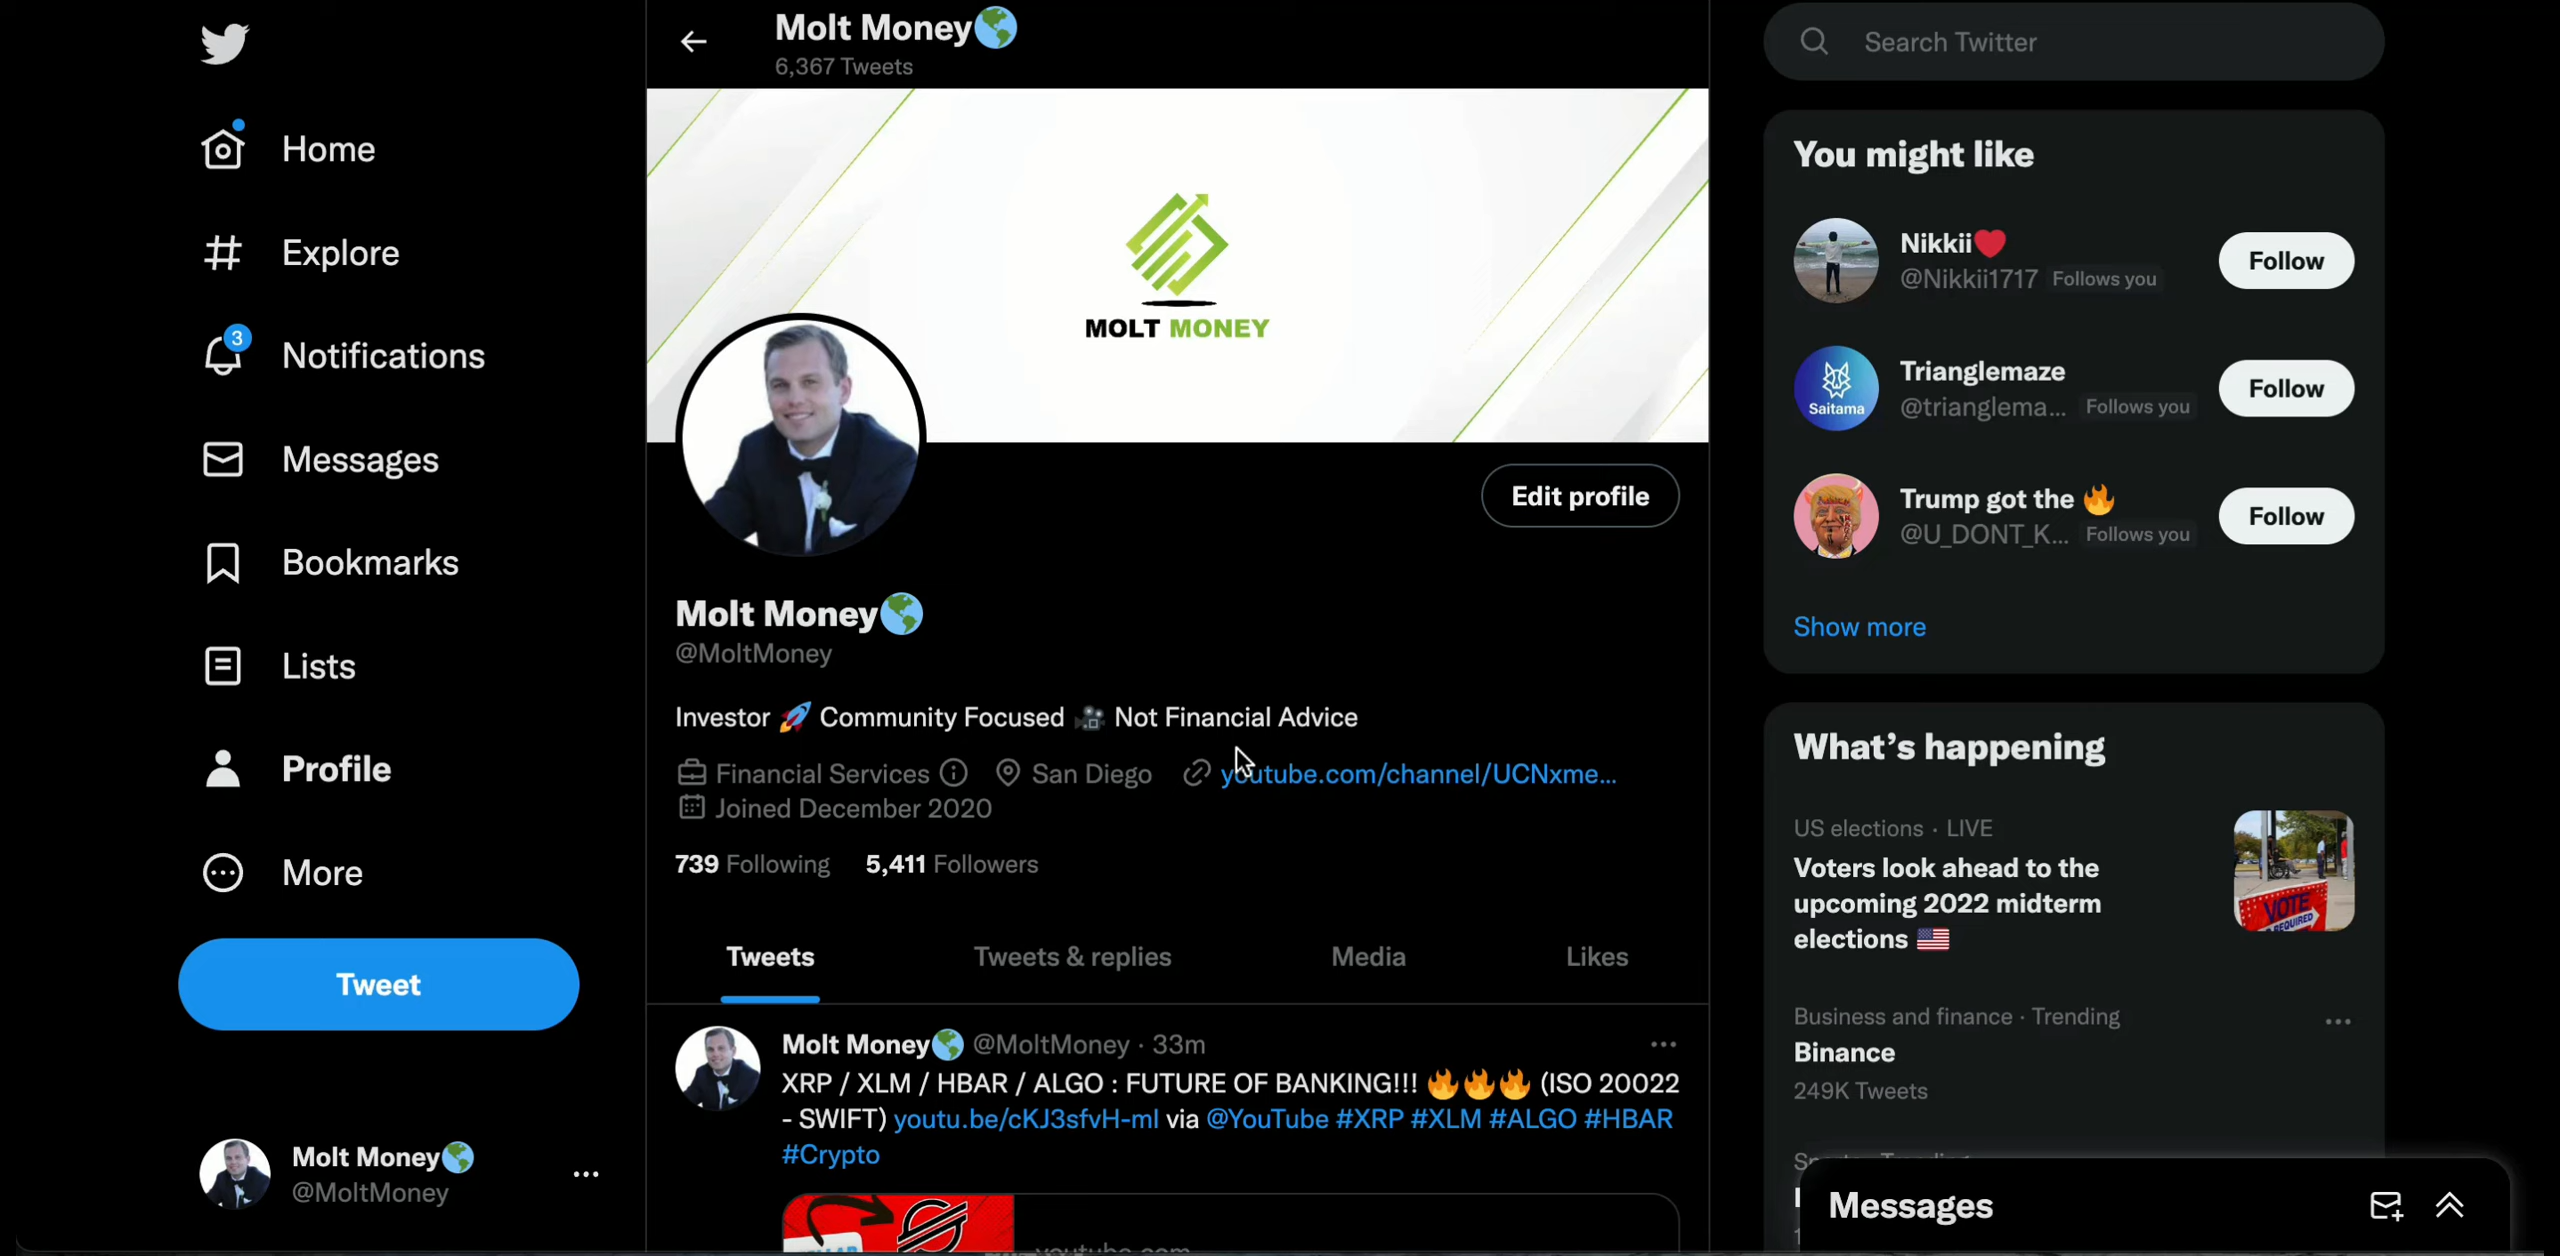 Home
Explore
3
Notifications
Messages
Bookmarks
Lists
Profile
More
Tweet
Molt Money🌎
@MoltMoney
Molt Money🌎
6,367 Tweets
MOLT MONEY
Edit profile
Molt Money🌎
@MoltMoney
Investor 🚀 Community Focused 🎥 Not Financial Advice
Financial Services San Diego youtube.com/channel/UCNxme...
Joined December 2020
739 Following 5,411 Followers
Tweets Tweets & replies Media Likes
Molt Money🌎 @MoltMoney · 33m
XRP / XLM / HBAR / ALGO : FUTURE OF BANKING!!! 🔥🔥🔥 (ISO 20022
- SWIFT) youtu.be/cKJ3sfvH-mI via @YouTube #XRP #XLM #ALGO #HBAR
#Crypto
youtube.com
Search Twitter
You might like
Nikkii❤️
@Nikkii1717 Follows you
Follow
Saitama
Trianglemaze
@trianglema... Follows you
Follow
Trump got the 🔥
@U_DONT_K... Follows you
Follow
Show more
What's happening
US elections · LIVE
Voters look ahead to the
upcoming 2022 midterm
elections 🇺🇸
VOTE
Business and finance · Trending
Binance
249K Tweets
Messages